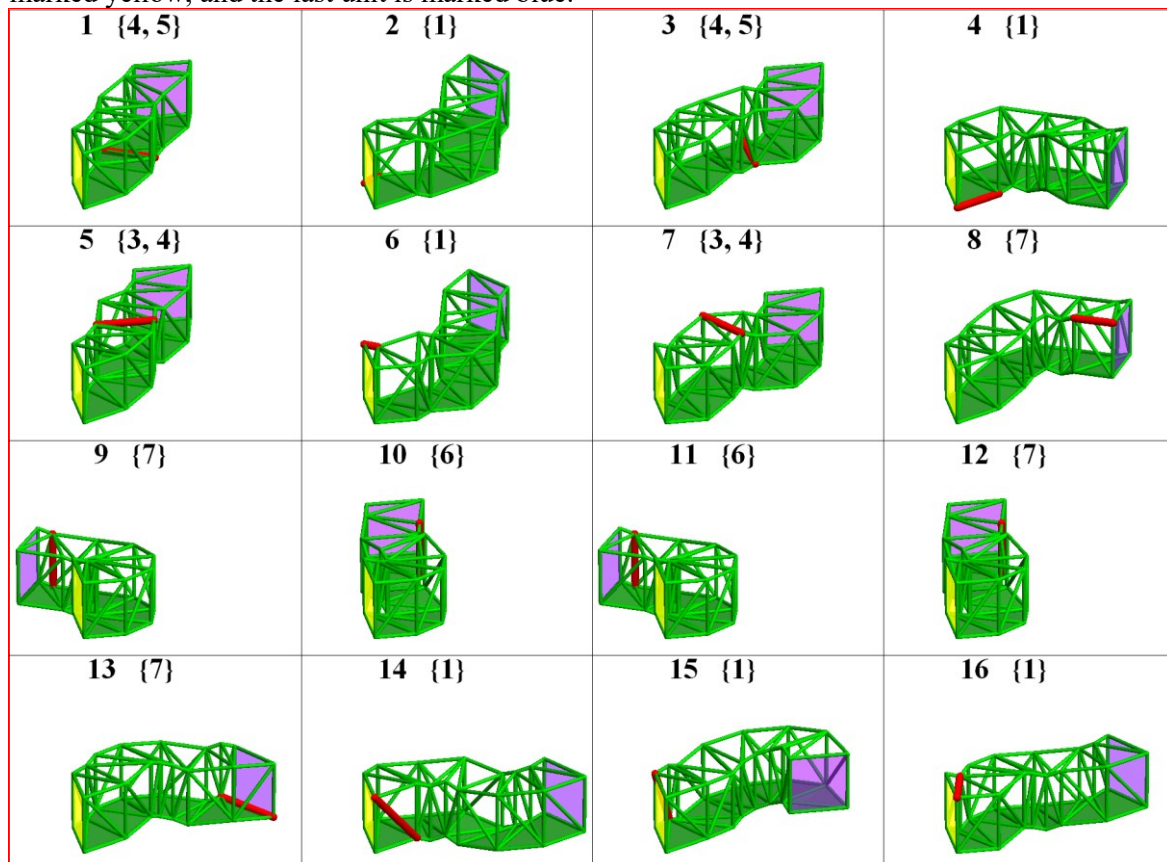 marked yellow, and the last unit is marked blue.
1 {4, 5} 2 {1} 3 {4, 5} 4 {1}
5 {3, 4} 6 {1} 7 {3, 4} 8 {7}
9 {7} 10 {6} 11 {6} 12 {7}
13 {7} 14 {1} 15 {1} 16 {1}